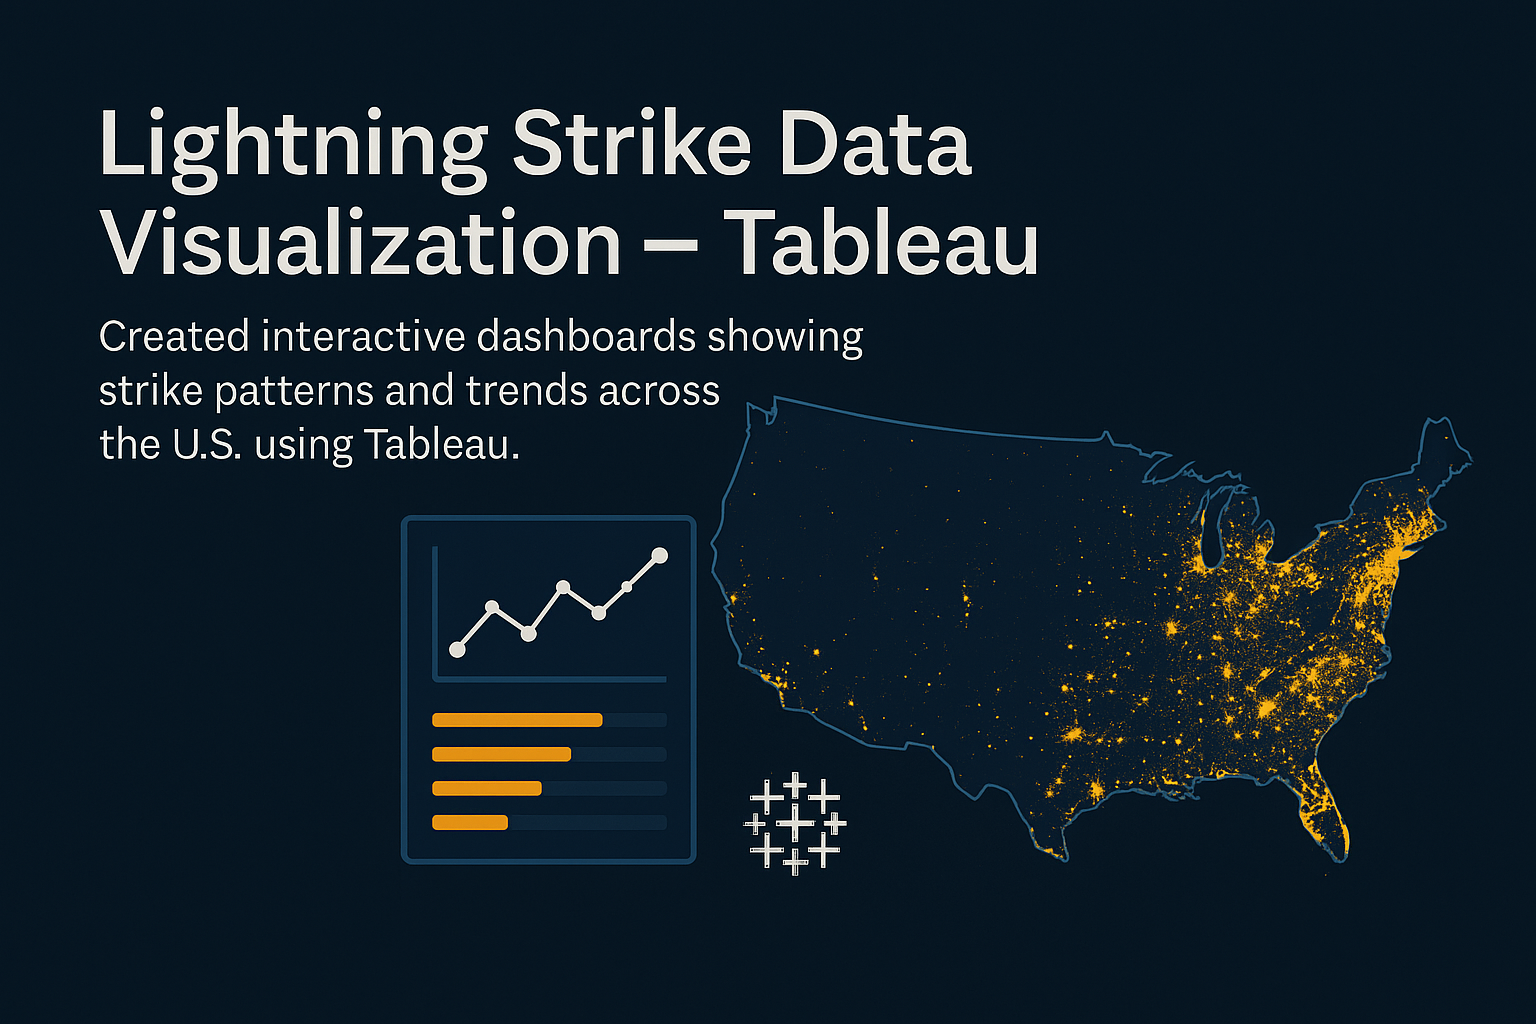 Lightning Strike Data
Visualization – Tableau
Created interactive dashboards showing
strike patterns and trends across
the U.S. using Tableau.